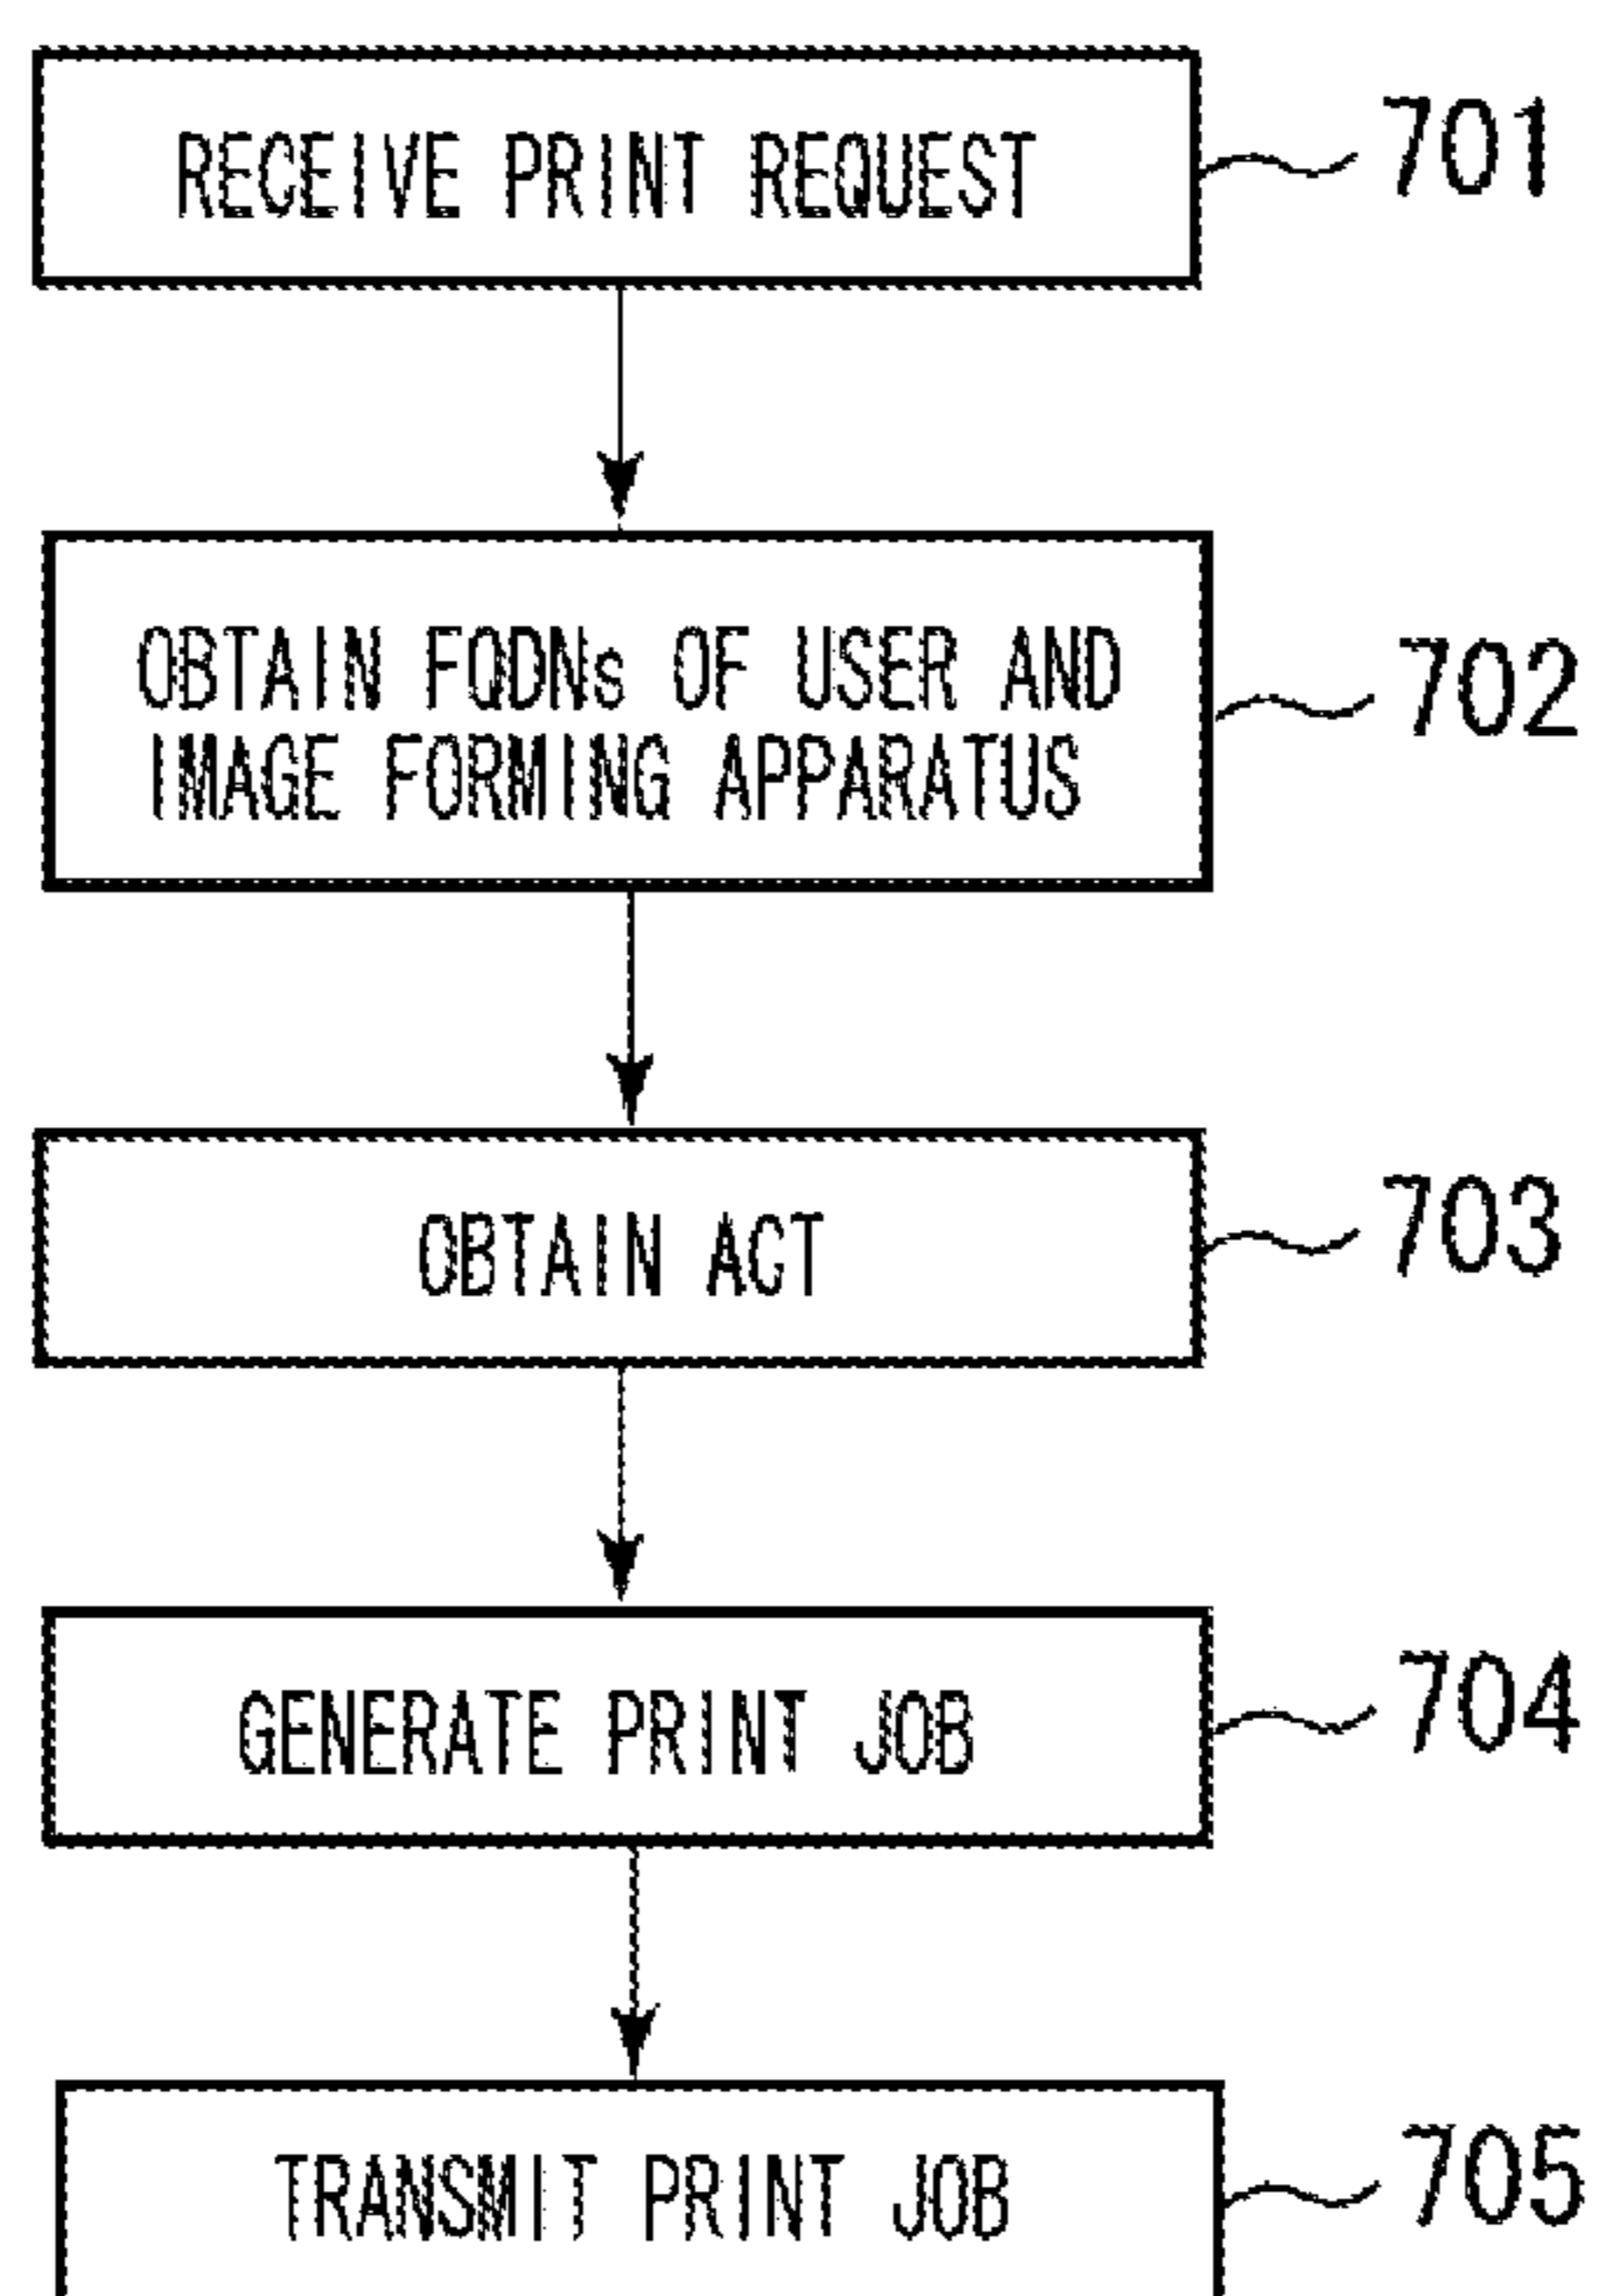 RECEIVE PRINT REQUEST
701
OBTAIN FQDNs OF USER AND
IMAGE FORMING APPARATUS
702
OBTAIN ACT
703
GENERATE PRINT JOB
704
TRANSMIT PRINT JOB
705